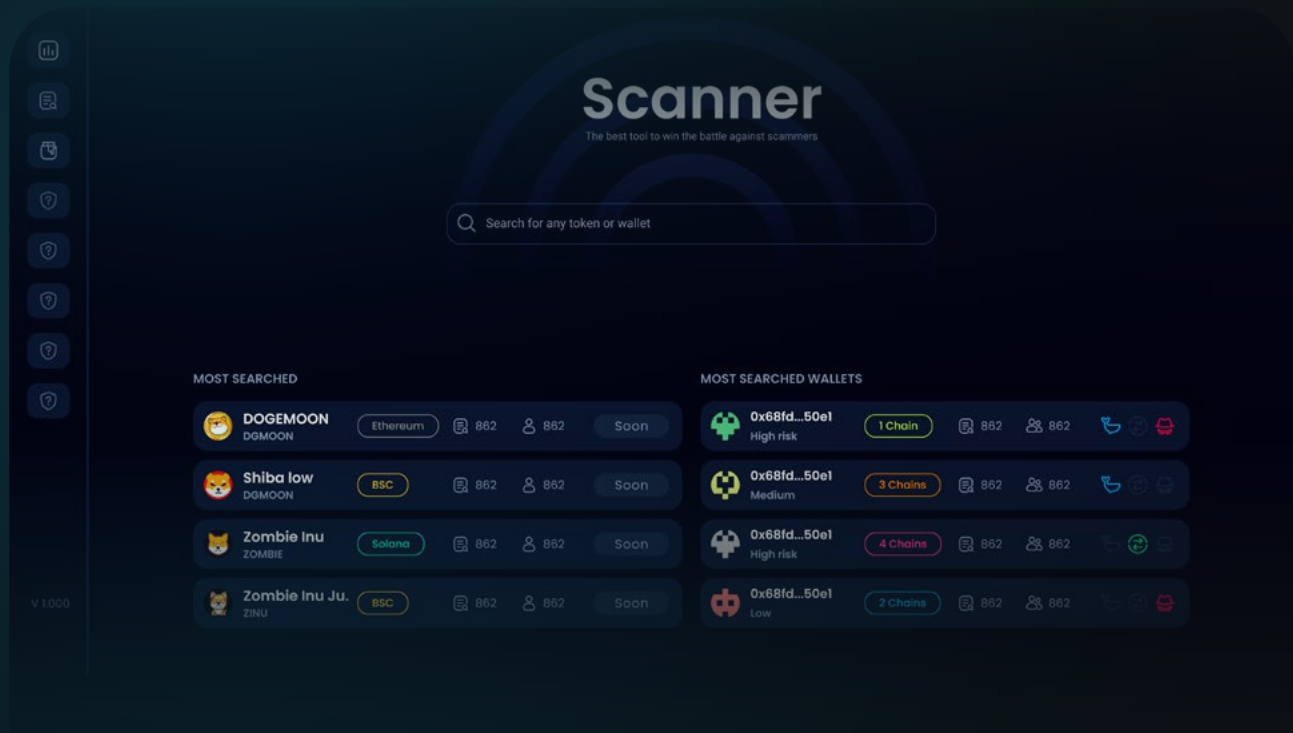 Scanner
The best tool to win the battle against scammers
Search for any token or wallet
MOST SEARCHED
DOGEMOON
DGMOON
Ethereum 862 862 Soon
Shiba low
DGMOON
BSC 862 862 Soon
Zombie Inu
ZOMBIE
Solana 862 862 Soon
Zombie Inu Ju.
ZINU
BSC 862 862 Soon
MOST SEARCHED WALLETS
0x68fd...50e1
High risk
1 Chain 862 862
0x68fd...50e1
Medium
3 Chains 862 862
0x68fd...50e1
High risk
4 Chains 862 862
0x68fd...50e1
Low
2 Chains 862 862
V 1.000